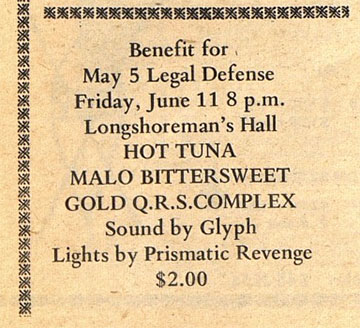 Benefit for
May 5 Legal Defense
Friday, June 11 8 p.m.
Longshoreman's Hall
HOT TUNA
MALO BITTERSWEET
GOLD Q.R.S.COMPLEX
Sound by Glyph
Lights by Prismatic Revenge
$2.00